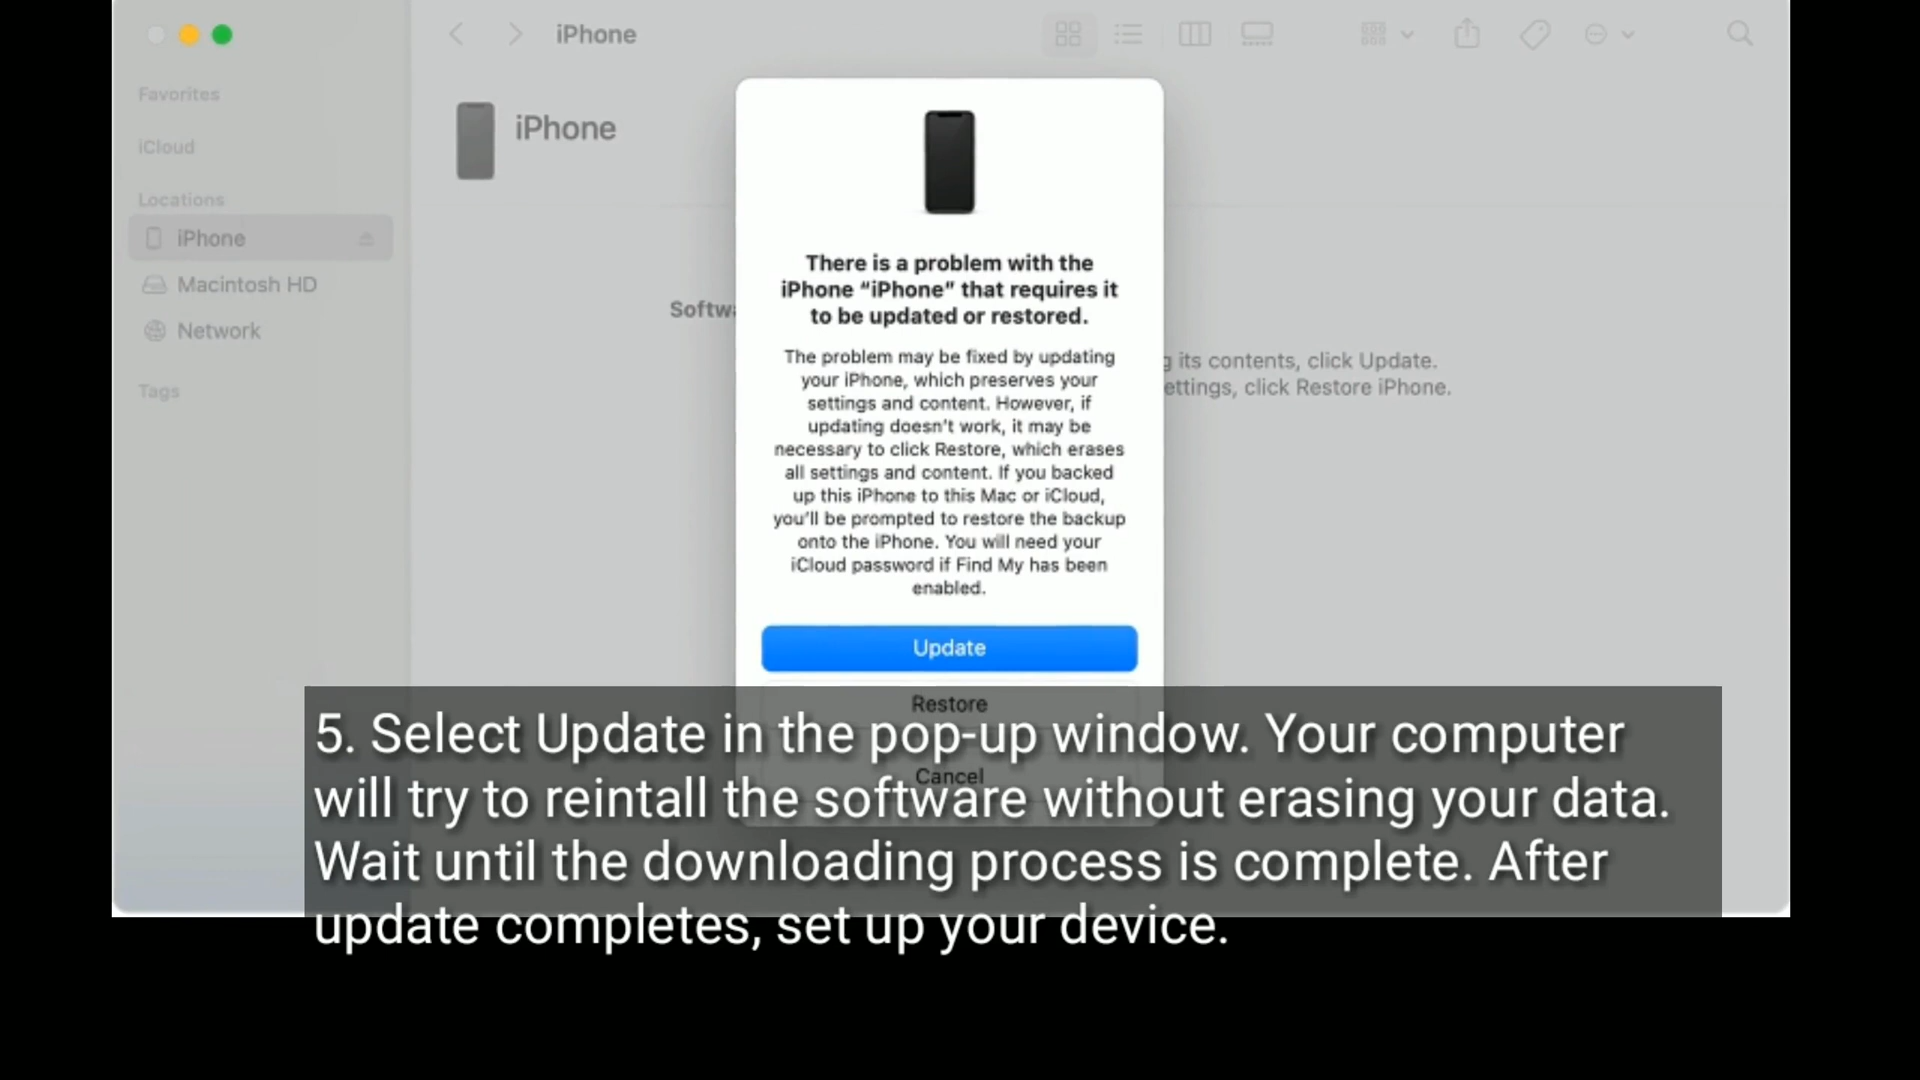 iPhone
Favorites
iCloud
Locations
iPhone
Macintosh HD
Network
Tags
iPhone
Softw
g its contents, click Update.
ettings, click Restore iPhone.
There is a problem with the
iPhone “iPhone” that requires it
to be updated or restored.
The problem may be fixed by updating
your iPhone, which preserves your
settings and content. However, if
updating doesn’t work, it may be
necessary to click Restore, which erases
all settings and content. If you backed
up this iPhone to this Mac or iCloud,
you’ll be prompted to restore the backup
onto the iPhone. You will need your
iCloud password if Find My has been
enabled.
Update
Restore
Cancel
5. Select Update in the pop-up window. Your computer
will try to reintall the software without erasing your data.
Wait until the downloading process is complete. After
update completes, set up your device.